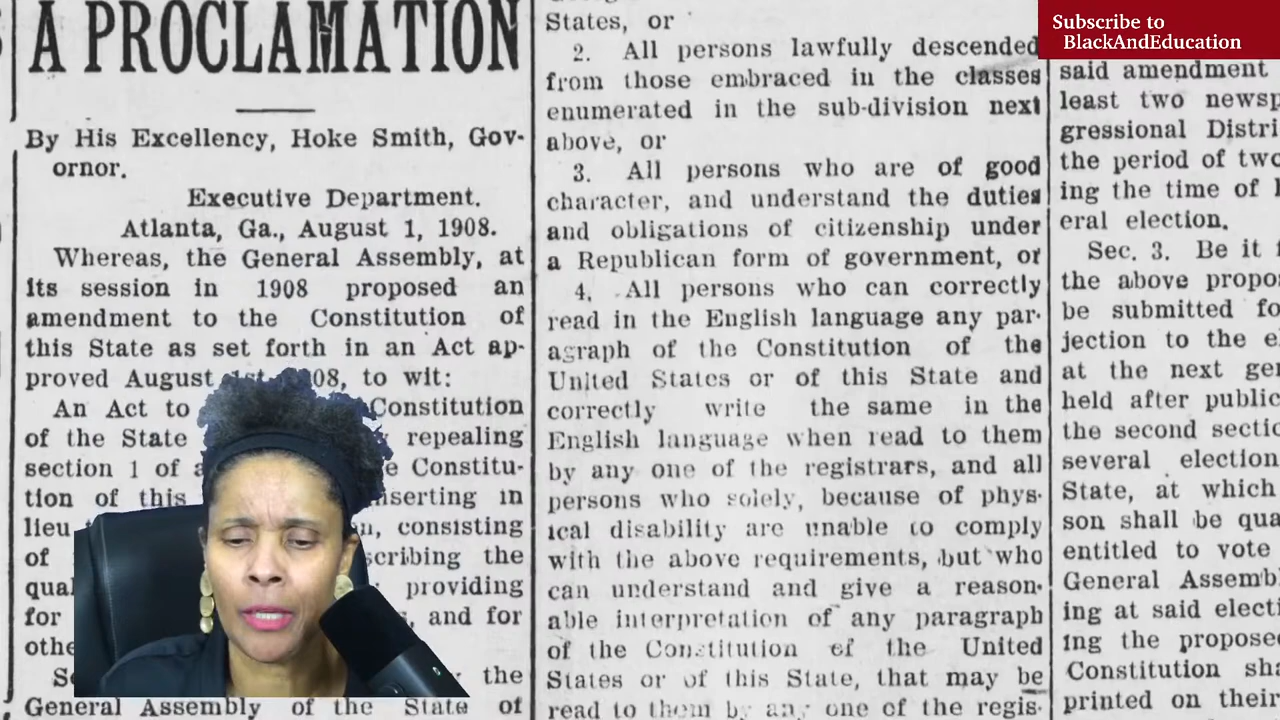 A PROCLAMATION
By His Excellency, Hoke Smith, Gov-
ornor.
Executive Department.
Atlanta, Ga., August 1, 1908.
Whereas, the General Assembly, at
its session in 1908 proposed an
amendment to the Constitution of
this State as set forth in an Act ap-
proved August 1st 1908, to wit:
An Act to Constitution
of the State repealing
section 1 of Constitu-
tion of this inserting in
lieu consisting
of scribing the
providing
for and for
the
General Assembly of the State of
States, or
2. All persons lawfully descended
from those embraced in the classes
enumerated in the sub-division next
above, or
3. All persons who are of good
character, and understand the duties
and obligations of citizenship under
a Republican form of government, or
4. All persons who can correctly
read in the English language any par-
agraph of the Constitution of the
United States or of this State and
correctly write the same in the
English language when read to them
by any one of the registrars, and all
persons who solely, because of phys-
ical disability are unable to comply
with the above requirements, but who
can understand and give a reason-
able interpretation of any paragraph
of the Constitution of the United
States or of this State, that may be
read to them by any one of the regis-
Subscribe to
BlackAndEducation
said amendment
least two newsp
gressional Distri
the period of two
ing the time of
eral election.
Sec. 3. Be it
the above propos
be submitted fo
jection to the e
at the next gen
held after public
the second sectio
several election
State, at which
son shall be qua
entitled to vote
General Assembl
ing at said electi
ing the propose
Constitution sha
printed on their